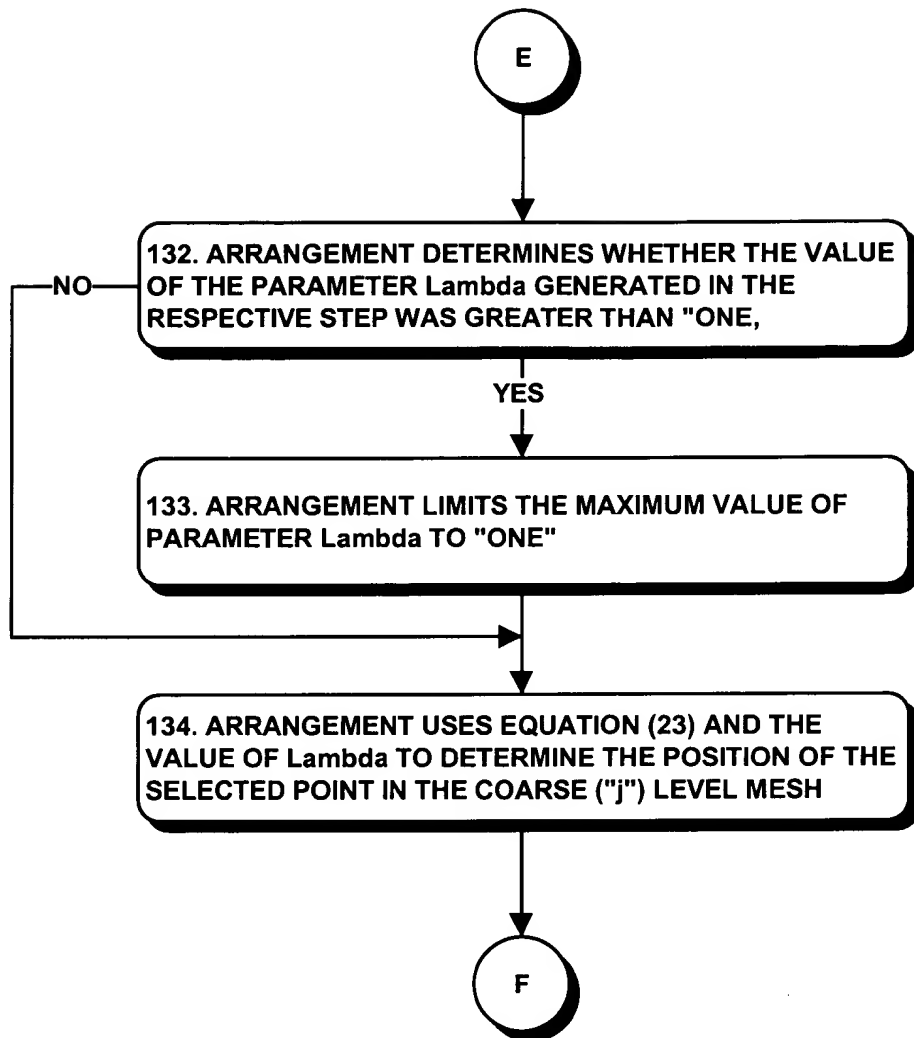 E
132. ARRANGEMENT DETERMINES WHETHER THE VALUE
OF THE PARAMETER Lambda GENERATED IN THE
RESPECTIVE STEP WAS GREATER THAN "ONE,
NO
YES
133. ARRANGEMENT LIMITS THE MAXIMUM VALUE OF
PARAMETER Lambda TO "ONE"
134. ARRANGEMENT USES EQUATION (23) AND THE
VALUE OF Lambda TO DETERMINE THE POSITION OF THE
SELECTED POINT IN THE COARSE ("j") LEVEL MESH
F